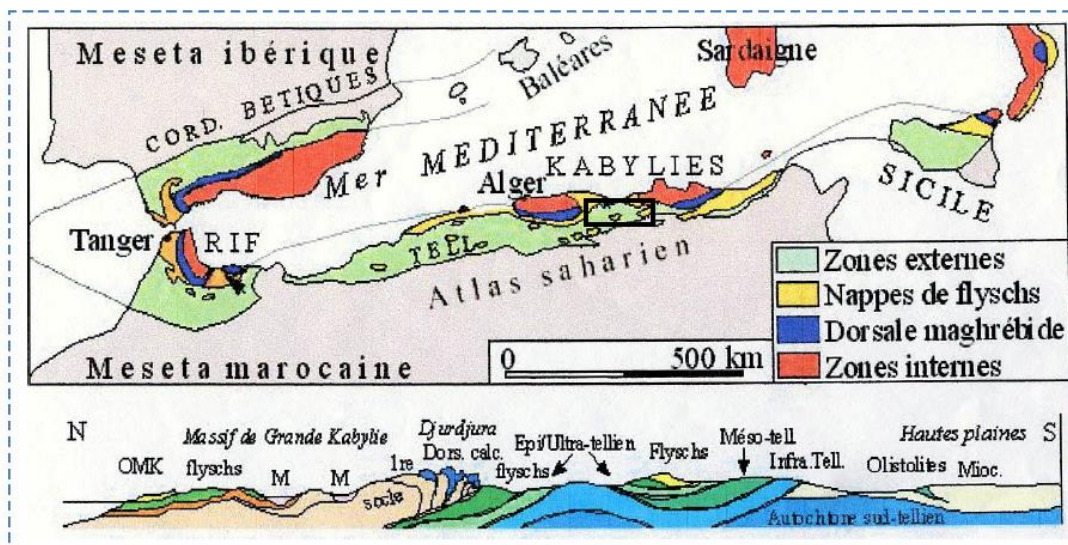 Meseta ibérique
CORD. BETIQUES
Baléares
Sardaigne
Mer MEDITERRANEE
KABYLIES
Alger
SICILE
Tanger
RIF
TELL
Atlas saharien
Meseta marocaine
0 500 km
Zones externes
Nappes de flyschs
Dorsale maghrébide
Zones internes
N
OMK
Massif de Grande Kabylie
flyschs
M
M
socle
Djurdjura
Dors. calc.
flyschs
Epi/Ultra-tellien
Flyschs
Méso-tell.
Infra.Tell.
Olistolites
Hautes plaines S
Mioc.
Autochtone sud-tellien